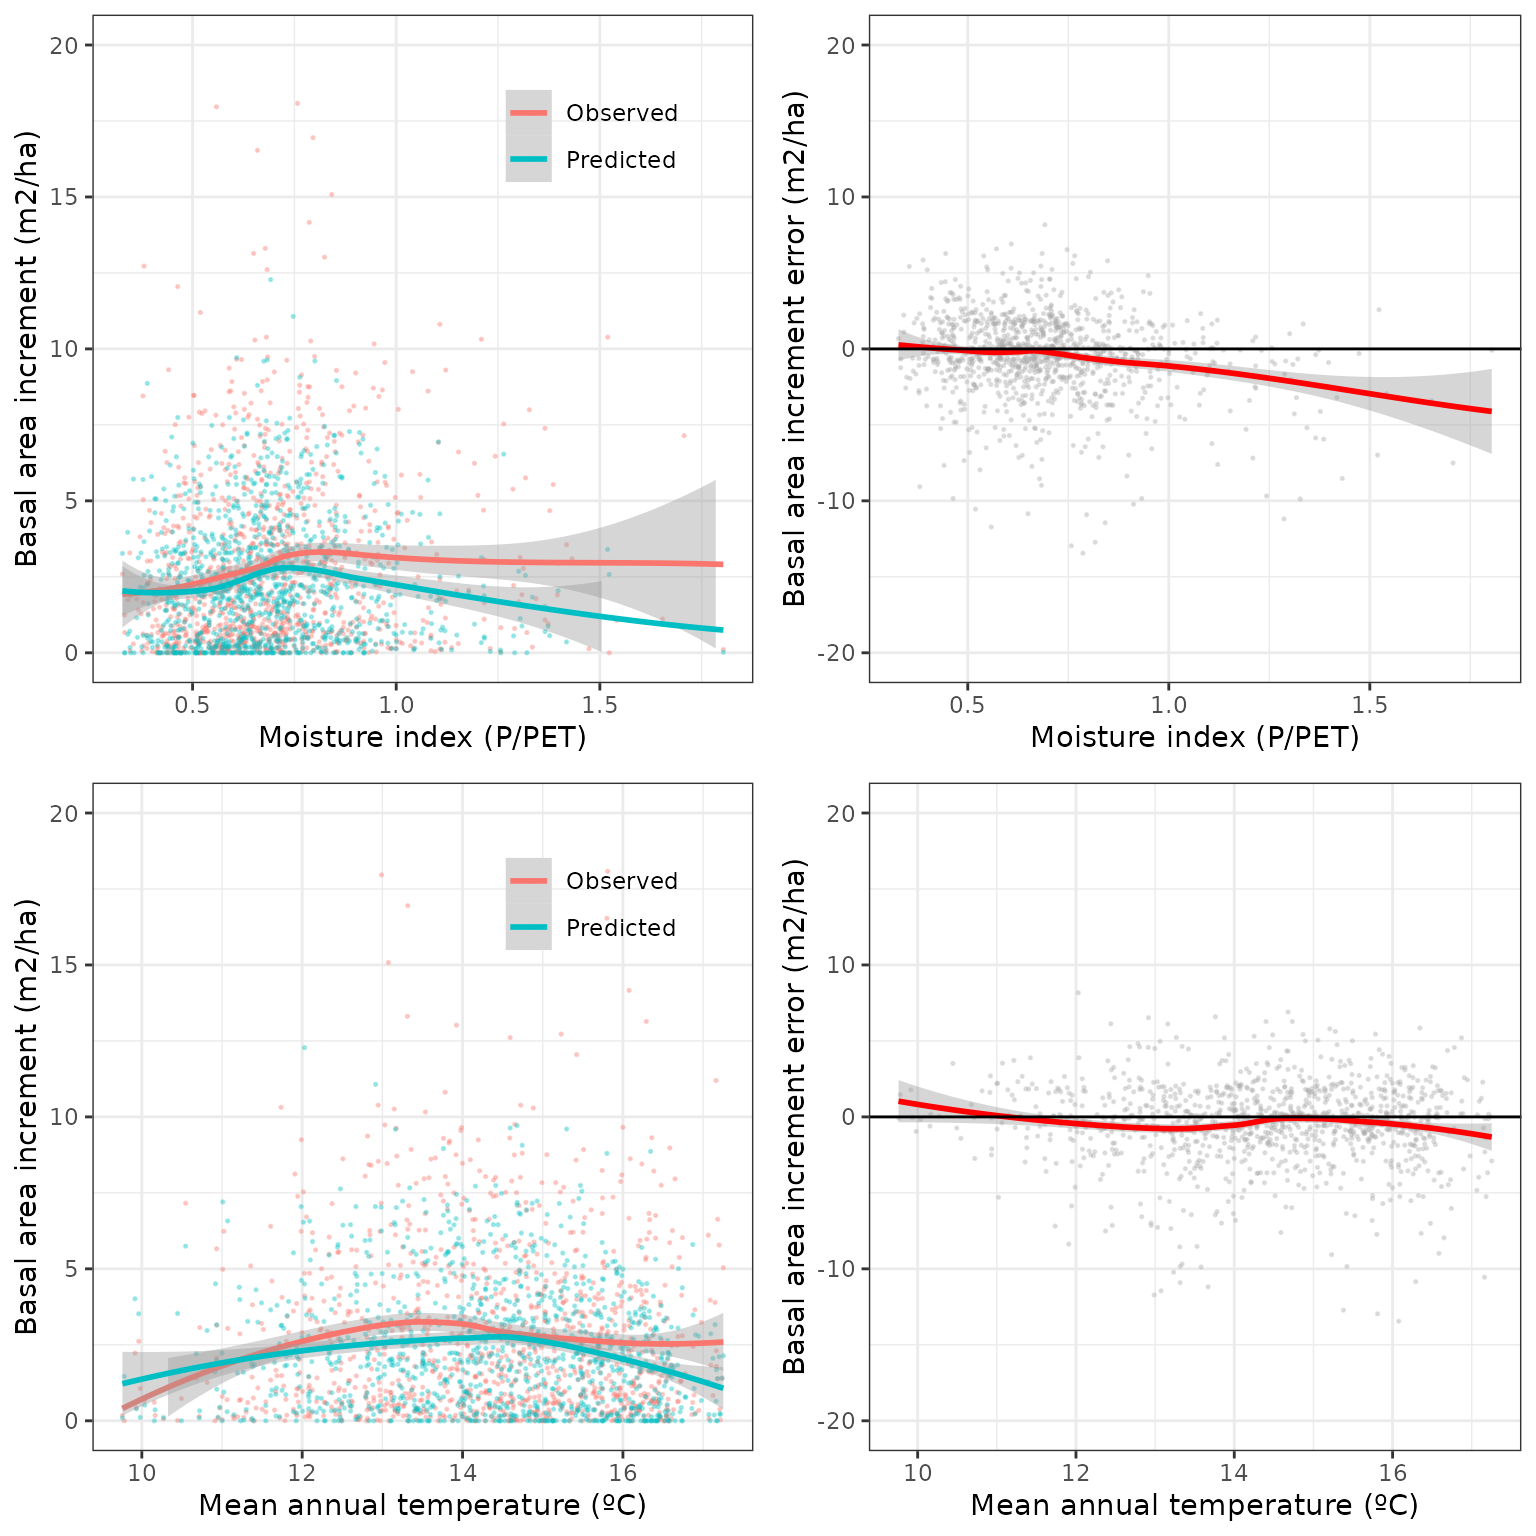 Basal area increment (m2/ha)
20
15
10
5
0
Observed
Predicted
0.5 1.0 1.5
Moisture index (P/PET)
Basal area increment error (m2/ha)
20
10
0
-10
-20
0.5 1.0 1.5
Moisture index (P/PET)
Basal area increment (m2/ha)
20
15
10
5
0
Observed
Predicted
10 12 14 16
Mean annual temperature (ºC)
Basal area increment error (m2/ha)
20
10
0
-10
-20
10 12 14 16
Mean annual temperature (ºC)